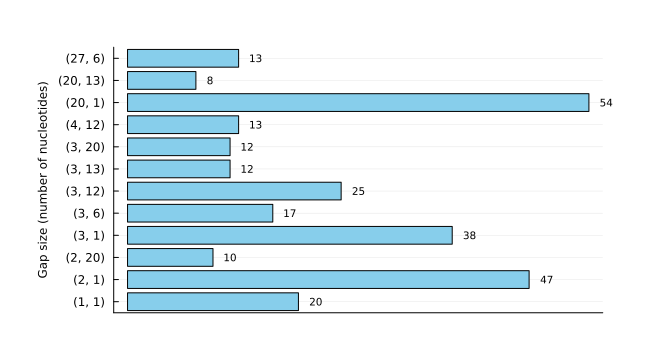 Gap size (number of nucleotides)
(27, 6) 13
(20, 13) 8
(20, 1) 54
(4, 12) 13
(3, 20) 12
(3, 13) 12
(3, 12) 25
(3, 6) 17
(3, 1) 38
(2, 20) 10
(2, 1) 47
(1, 1) 20